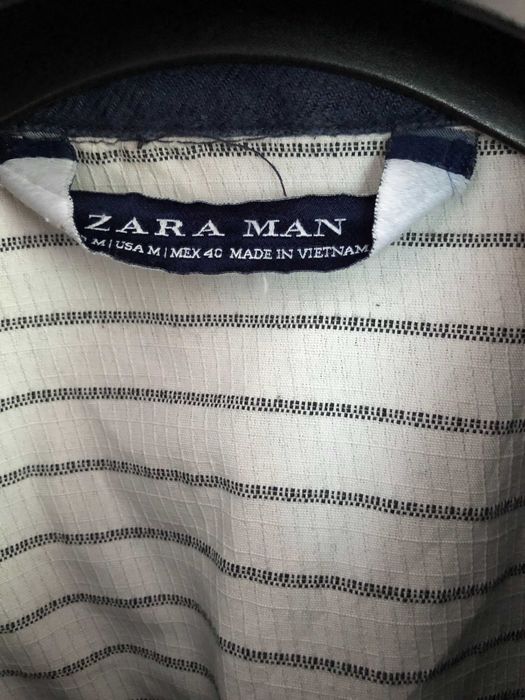 ZARA MAN
M | USA M | MEX 40 MADE IN VIETNAM